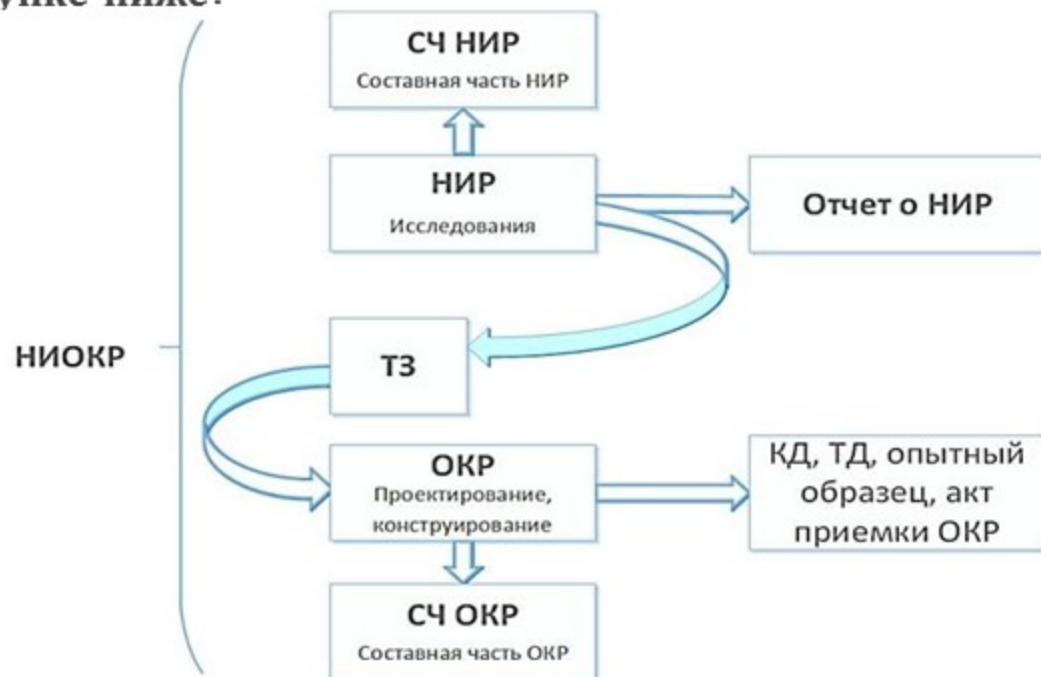 СЧ НИР
Составная часть НИР
НИР
Исследования
Отчет о НИР
НИОКР
ТЗ
ОКР
Проектирование,
конструирование
КД, ТД, опытный
образец, акт
приемки ОКР
СЧ ОКР
Составная часть ОКР